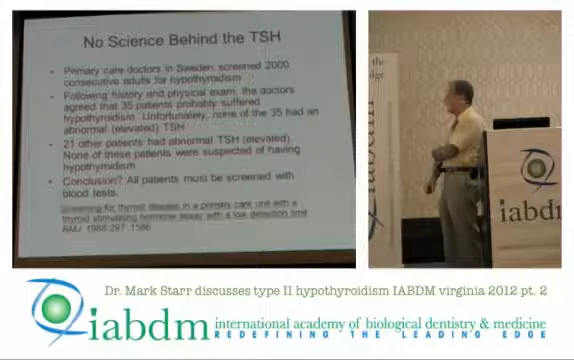 No Science Behind the TSH
• Primary care doctors in Sweden screened 2000
consecutive adults for hypothyroidism
• Following history and physical exam, the doctors
agreed that 35 patients probably suffered
hypothyroidism. Unfortunately, none of the 35 had an
abnormal (elevated) TSH
• 21 other patients had abnormal TSH (elevated).
None of these patients were suspected of having
hypothyroidism
• Conclusion? All patients must be screened with
blood tests.
Screening for thyroid disease in a primary care unit with a
thyroid stimulating hormone assay with a low detection limit
BMJ 1988;297:1586
the
edge
iabdm
iabdm
Dr. Mark Starr discusses type II hypothyroidism IABDM virginia 2012 pt. 2
iabdm international academy of biological dentistry & medicine
REDEFINING THE LEADING EDGE